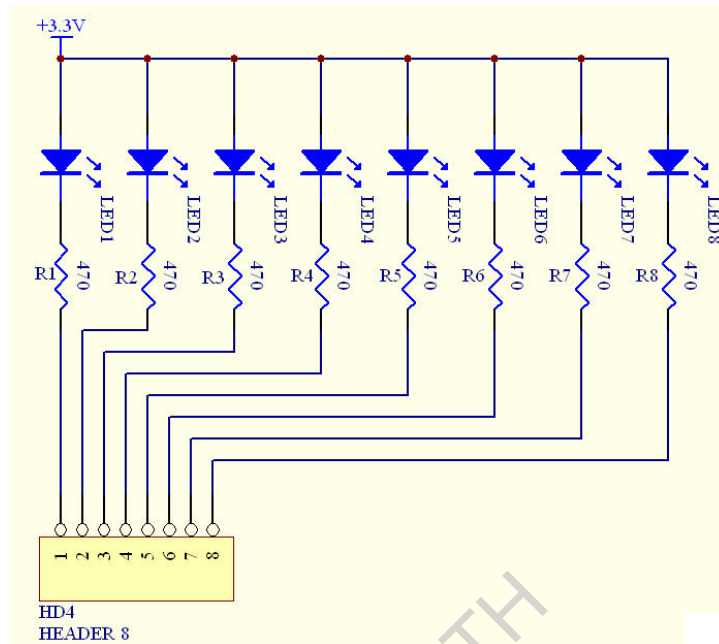 +3.3V
LED1
LED2
LED3
LED4
LED5
LED6
LED7
LED8
R1 470
R2 470
R3 470
R4 470
R5 470
R6 470
R7 470
R8 470
1 2 3 4 5 6 7 8
HD4
HEADER 8
TH